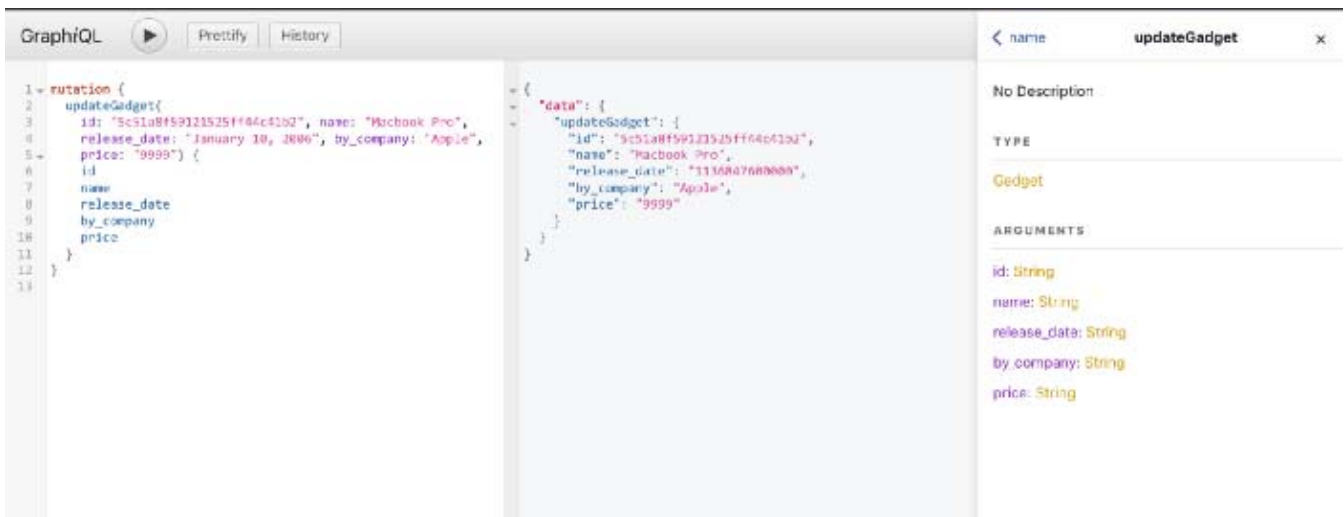 GraphiQL
Prettify
History
1 mutation {
2 updateGadget(
3 id: "5c51a8f59121525ff44c41b2", name: "Macbook Pro",
4 release_date: "January 10, 2006", by_company: "Apple",
5 price: "9999") {
6 id
7 name
8 release_date
9 by_company
10 price
11 }
12 }
13
{
"data": {
"updateGadget": {
"id": "5c51a8f59121525ff44c41b2",
"name": "Macbook Pro",
"release_date": "1136847600000",
"by_company": "Apple",
"price": "9999"
}
}
}
name
updateGadget
×
No Description
TYPE
Gadget
ARGUMENTS
id: String
name: String
release_date: String
by_company: String
price: String